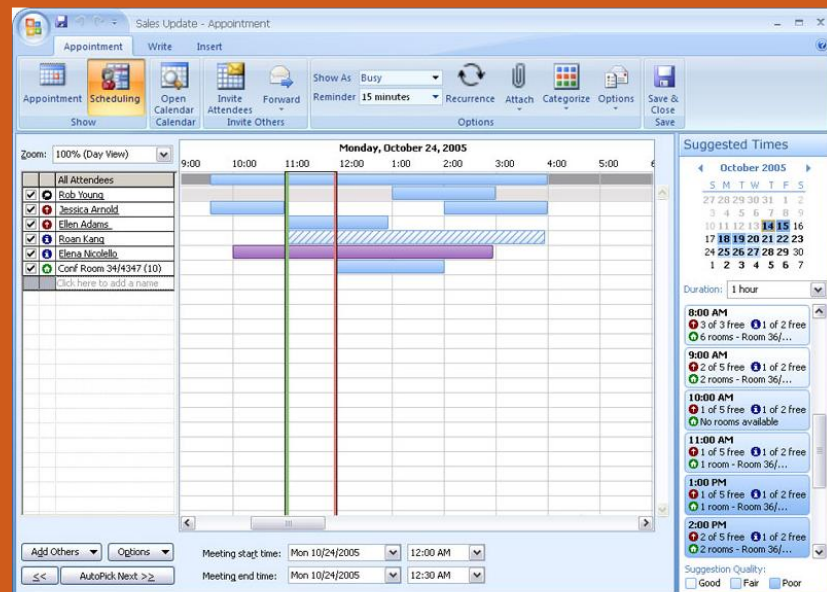 Sales Update - Appointment
Appointment Write Insert
Appointment Scheduling Open Calendar Invite Attendees Forward Show As Busy Reminder 15 minutes Recurrence Attach Categorize Options Save & Close
Show Calendar Invite Others Options Save
Zoom: 100% (Day View)
Monday, October 24, 2005
9:00 10:00 11:00 12:00 1:00 2:00 3:00 4:00 5:00 6
All Attendees
Rob Young
Jessica Arnold
Ellen Adams
Roan Kang
Elena Nicolello
Conf Room 34/4347 (10)
Click here to add a name
Add Others Options
<< AutoPick Next >>
Meeting start time: Mon 10/24/2005 12:00 AM
Meeting end time: Mon 10/24/2005 12:30 AM
Suggested Times
October 2005
S M T W T F S
27 28 29 30 31 1 2
3 4 5 6 7 8 9
10 11 12 13 14 15 16
17 18 19 20 21 22 23
24 25 26 27 28 29 30
1 2 3 4 5 6 7
Duration: 1 hour
8:00 AM
3 of 3 free 1 of 2 free
6 rooms - Room 36/...
9:00 AM
2 of 5 free 1 of 2 free
2 rooms - Room 36/...
10:00 AM
1 of 5 free 1 of 2 free
No rooms available
11:00 AM
1 of 5 free 1 of 2 free
1 room - Room 36/...
1:00 PM
1 of 5 free 1 of 2 free
1 room - Room 36/...
2:00 PM
2 of 5 free 1 of 2 free
2 rooms - Room 36/...
Suggestion Quality:
Good Fair Poor